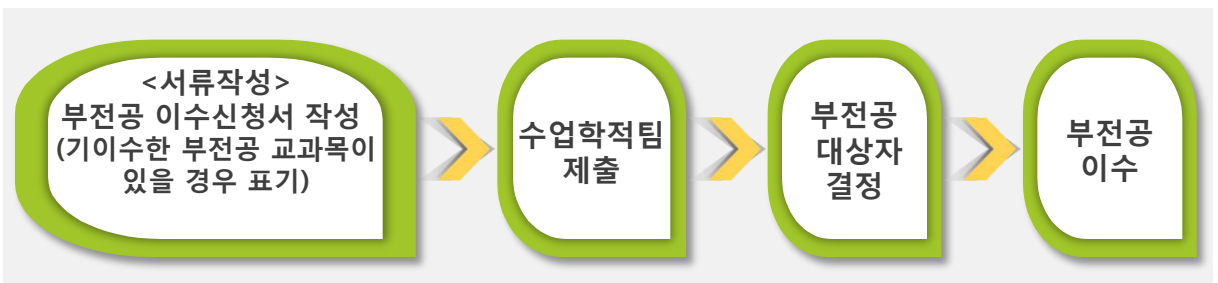 <서류작성>
부전공 이수신청서 작성
(기이수한 부전공 교과목이
있을 경우 표기)
수업학적팀
제출
부전공
대상자
결정
부전공
이수